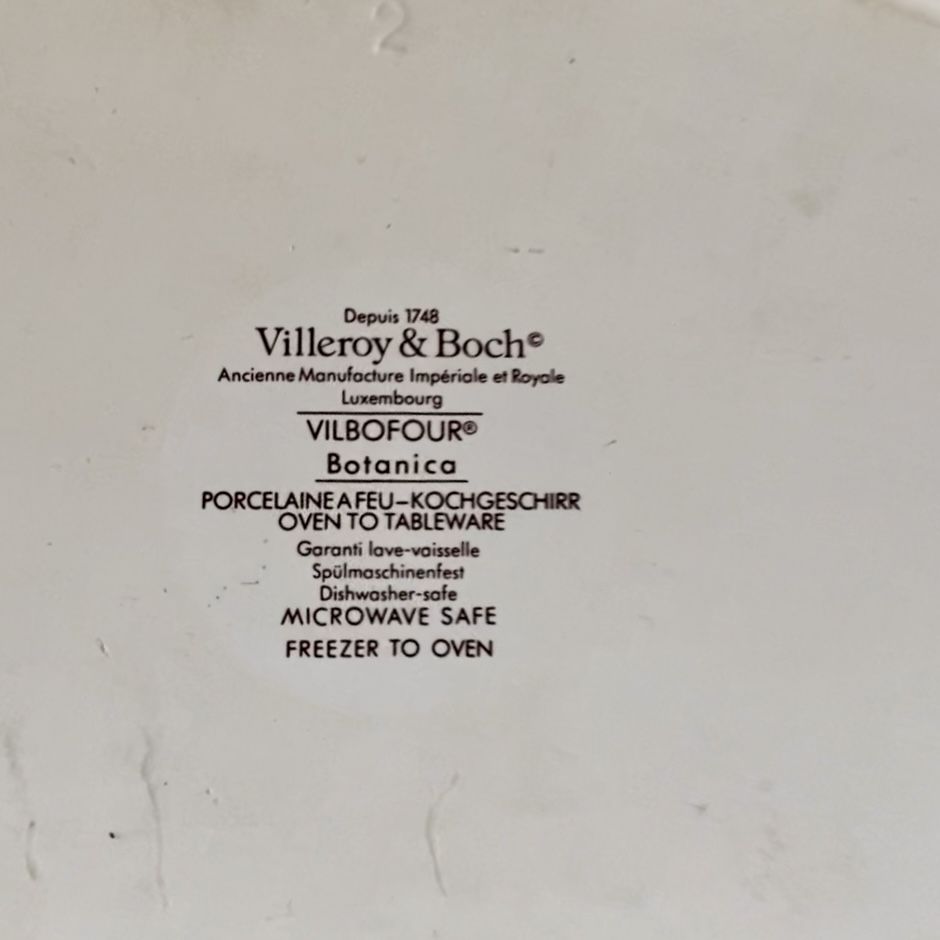 2
Depuis 1748
Villeroy & Boch©
Ancienne Manufacture Impériale et Royale
Luxembourg
VILBOFOUR®
Botanica
PORCELAINE A FEU–KOCHGESCHIRR
OVEN TO TABLEWARE
Garanti lave-vaisselle
Spülmaschinenfest
Dishwasher-safe
MICROWAVE SAFE
FREEZER TO OVEN